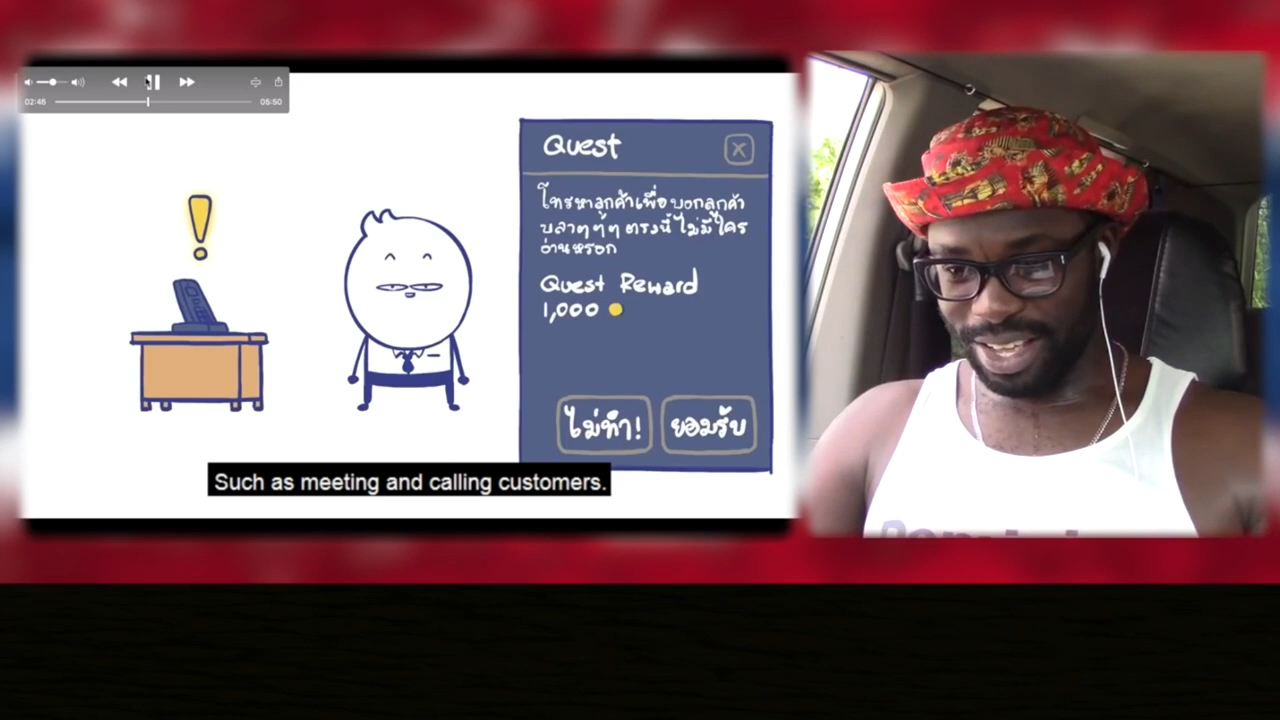 02:46
05:50
Quest
โทรหาลูกค้าเพื่อบอกลูกค้า
บลาๆๆๆ ตรงนี้ไม่มีใคร
อ่านหรอก
Quest Reward
1,000
ไม่ทำ!
ยอมรับ
Such as meeting and calling customers.